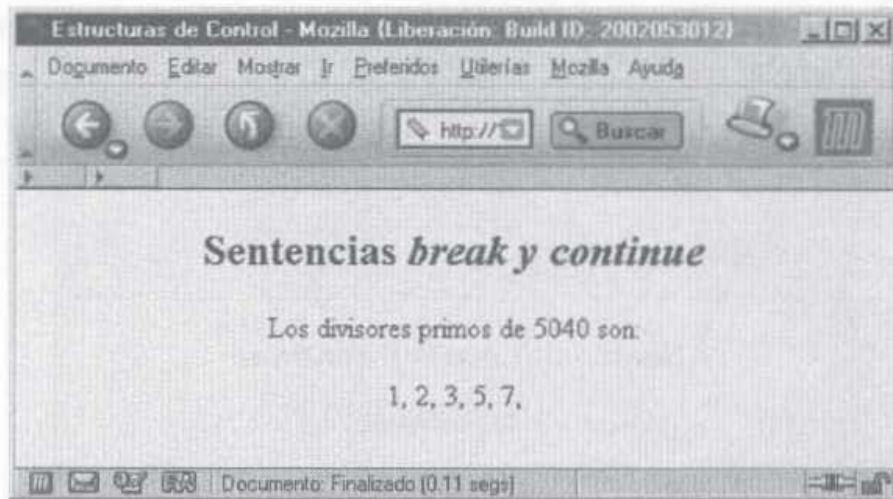 Estructuras de Control - Mozilla (Liberación: Build ID: 2002053012)
Documento Editar Mostrar Ir Preferidos Utilerías Mozilla Ayuda
http:// Buscar
Sentencias break y continue
Los divisores primos de 5040 son:
1, 2, 3, 5, 7,
Documento: Finalizado (0.11 segs)